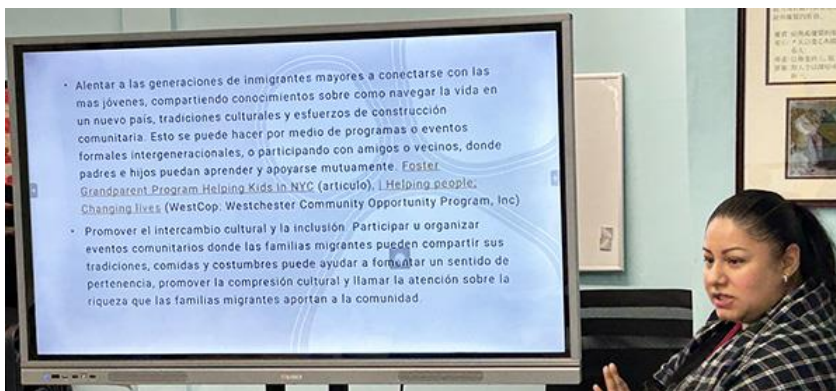 • Alentar a las generaciones de inmigrantes mayores a conectarse con las
mas jóvenes, compartiendo conocimientos sobre como navegar la vida en
un nuevo país, tradiciones culturales y esfuerzos de construcción
comunitaria. Esto se puede hacer por medio de programas o eventos
formales intergeneracionales, o participando con amigos o vecinos, donde
padres e hijos puedan aprender y apoyarse mutuamente. Foster
Grandparent Program Helping Kids in NYC (articulo), | Helping people;
Changing lives (WestCop: Westchester Community Opportunity Program, Inc)
• Promover el intercambio cultural y la inclusión. Participar u organizar
eventos comunitarios donde las familias migrantes pueden compartir sus
tradiciones, comidas y costumbres puede ayudar a fomentar un sentido de
pertenencia, promover la compresión cultural y llamar la atención sobre la
riqueza que las familias migrantes aportan a la comunidad.